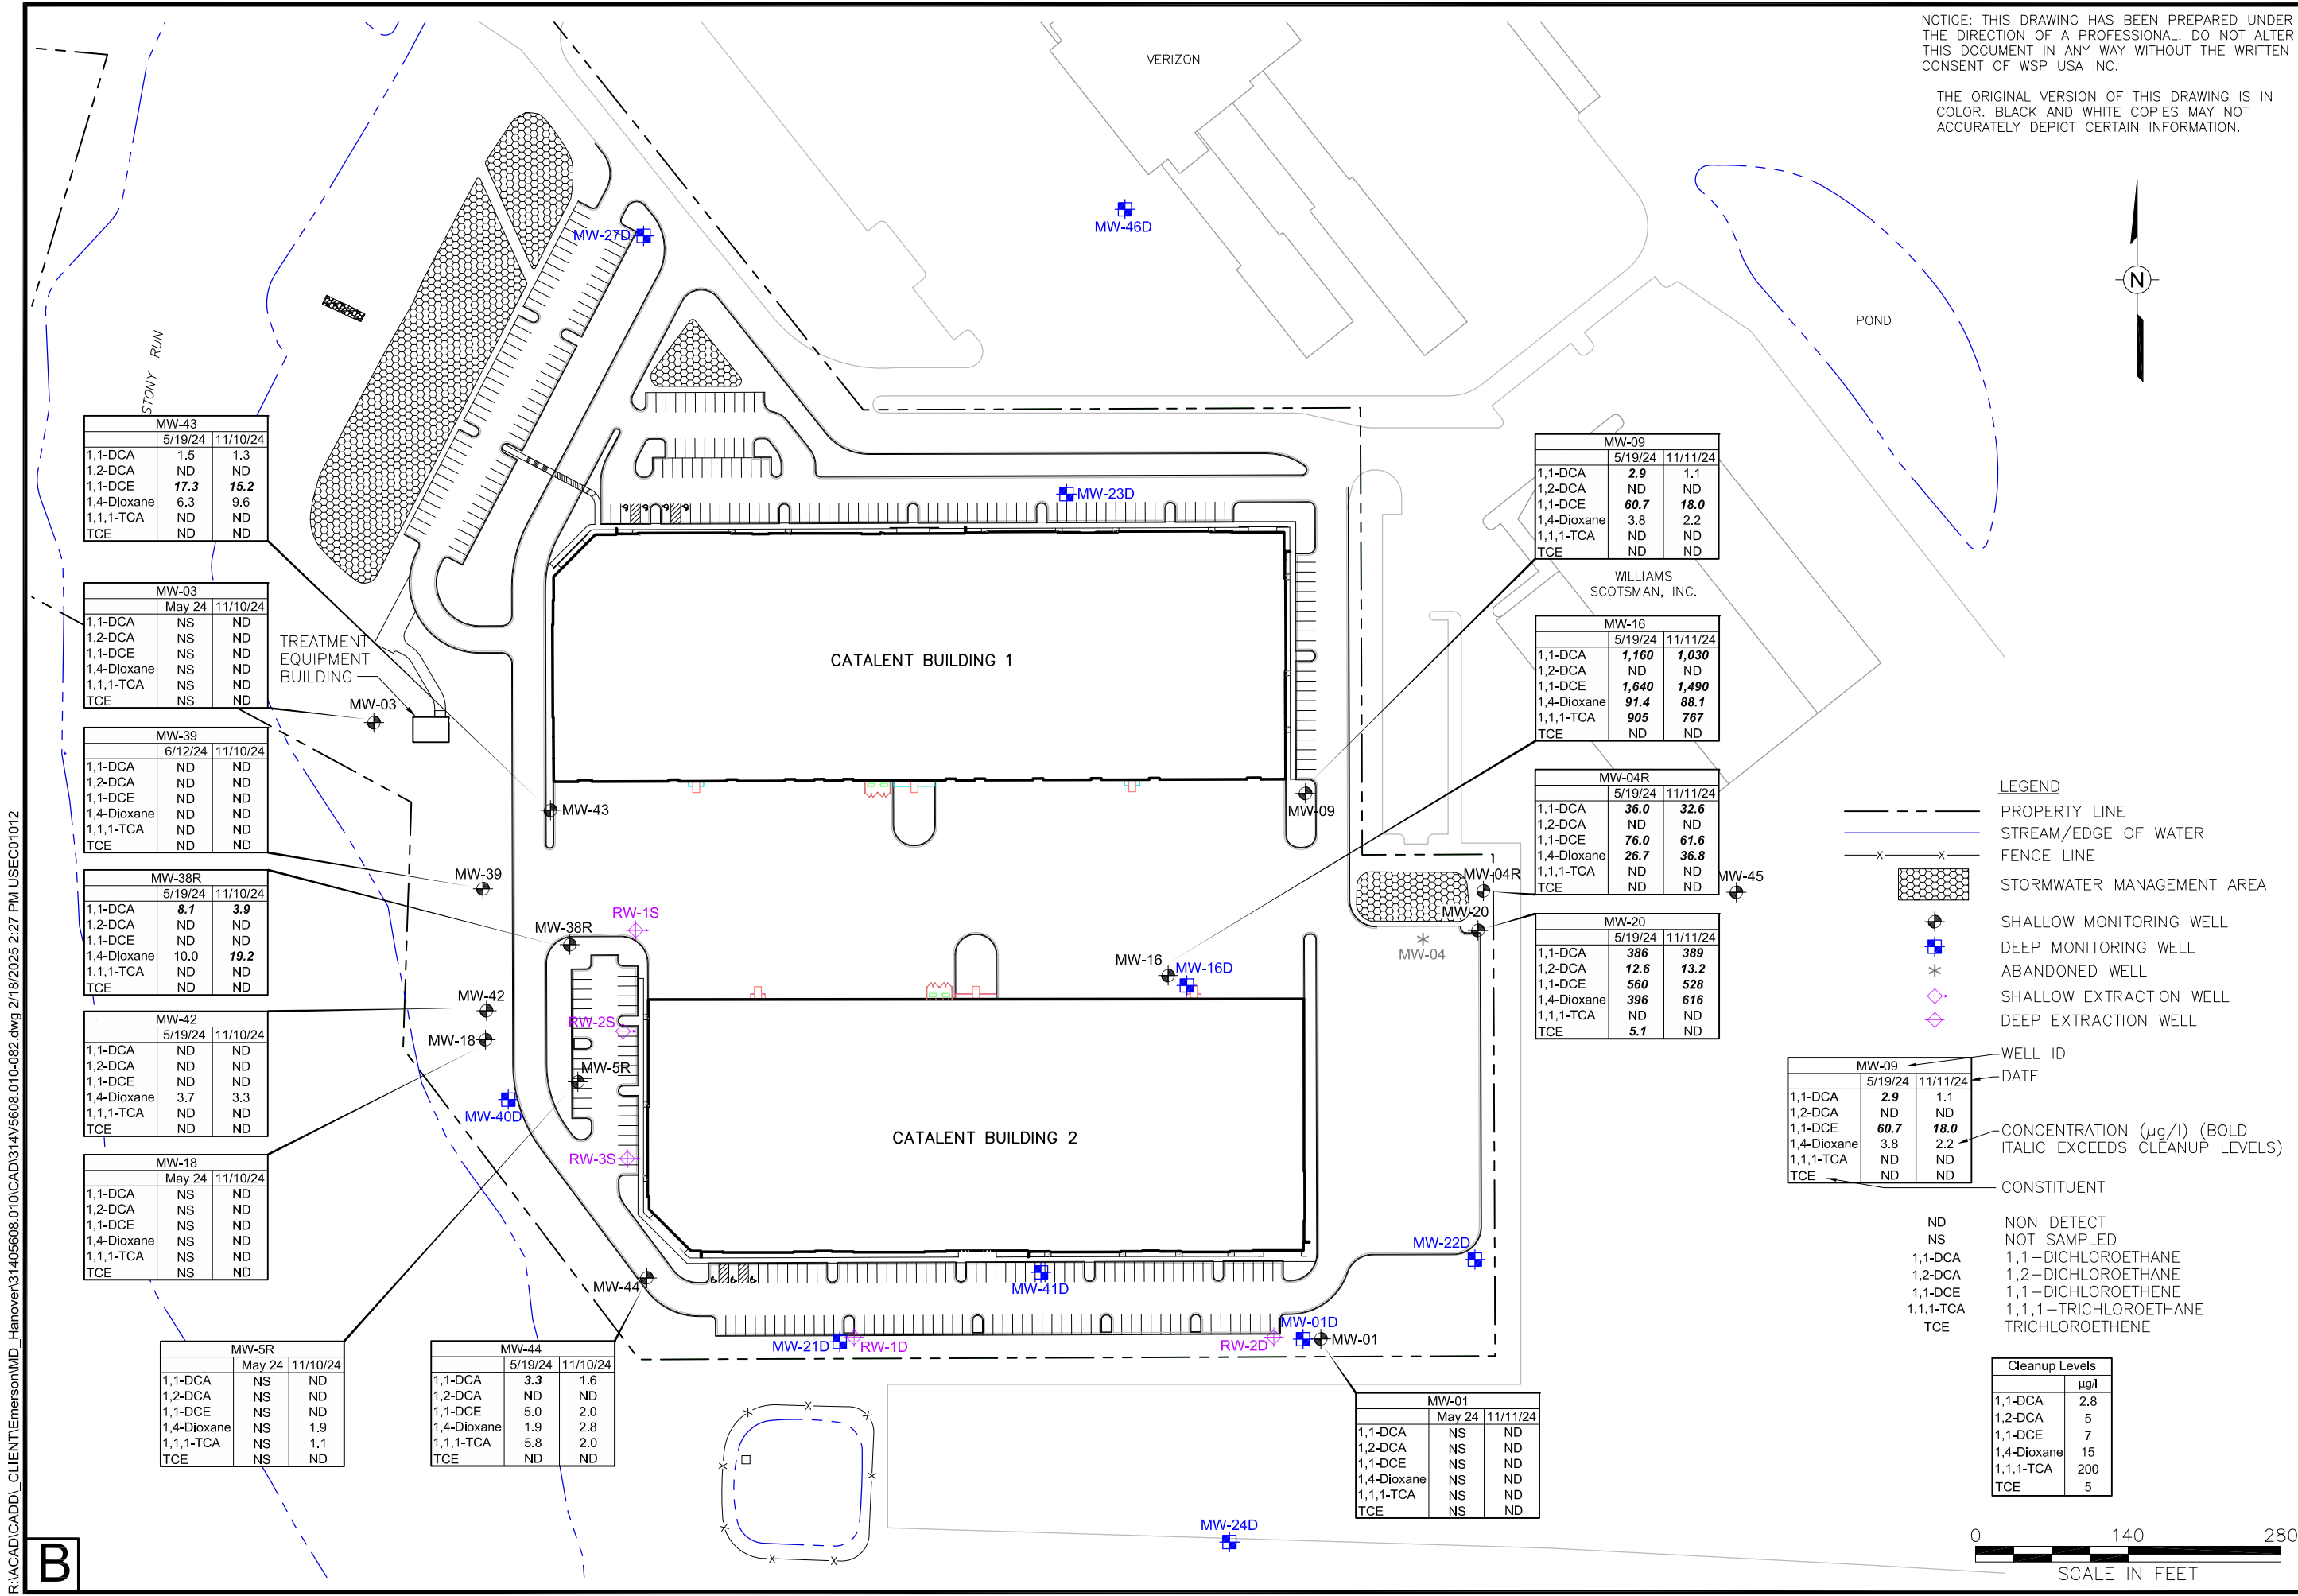 NOTICE: THIS DRAWING HAS BEEN PREPARED UNDER
THE DIRECTION OF A PROFESSIONAL. DO NOT ALTER
THIS DOCUMENT IN ANY WAY WITHOUT THE WRITTEN
CONSENT OF WSP USA INC.
THE ORIGINAL VERSION OF THIS DRAWING IS IN
COLOR. BLACK AND WHITE COPIES MAY NOT
ACCURATELY DEPICT CERTAIN INFORMATION.
VERIZON
MW-46D
MW-27D
N
POND
STONY RUN
MW-43
5/19/24 11/10/24
1,1-DCA 1.5 1.3
1,2-DCA ND ND
1,1-DCE 17.3 15.2
1,4-Dioxane 6.3 9.6
1,1,1-TCA ND ND
TCE ND ND
MW-03
May 24 11/10/24
1,1-DCA NS ND
1,2-DCA NS ND
1,1-DCE NS ND
1,4-Dioxane NS ND
1,1,1-TCA NS ND
TCE NS ND
MW-39
6/12/24 11/10/24
1,1-DCA ND ND
1,2-DCA ND ND
1,1-DCE ND ND
1,4-Dioxane ND ND
1,1,1-TCA ND ND
TCE ND ND
MW-38R
5/19/24 11/10/24
1,1-DCA 8.1 3.9
1,2-DCA ND ND
1,1-DCE ND ND
1,4-Dioxane 10.0 19.2
1,1,1-TCA ND ND
TCE ND ND
MW-42
5/19/24 11/10/24
1,1-DCA ND ND
1,2-DCA ND ND
1,1-DCE ND ND
1,4-Dioxane 3.7 3.3
1,1,1-TCA ND ND
TCE ND ND
MW-18
May 24 11/10/24
1,1-DCA NS ND
1,2-DCA NS ND
1,1-DCE NS ND
1,4-Dioxane NS ND
1,1,1-TCA NS ND
TCE NS ND
MW-5R
May 24 11/10/24
1,1-DCA NS ND
1,2-DCA NS ND
1,1-DCE NS ND
1,4-Dioxane NS 1.9
1,1,1-TCA NS 1.1
TCE NS ND
MW-44
5/19/24 11/10/24
1,1-DCA 3.3 1.6
1,2-DCA ND ND
1,1-DCE 5.0 2.0
1,4-Dioxane 1.9 2.8
1,1,1-TCA 5.8 2.0
TCE ND ND
TREATMENT
EQUIPMENT
BUILDING
MW-03
MW-23D
CATALENT BUILDING 1
MW-43
MW-09
MW-39
MW-38R
RW-1S
MW-42
MW-18
RW-2S
MW-5R
MW-40D
RW-3S
MW-16
MW-16D
MW-04R
MW-20
MW-04
MW-45
CATALENT BUILDING 2
MW-22D
MW-44
MW-41D
MW-21D
RW-1D
RW-2D
MW-01D
MW-01
MW-24D
X X X X X X X X X
MW-09
5/19/24 11/11/24
1,1-DCA 2.9 1.1
1,2-DCA ND ND
1,1-DCE 60.7 18.0
1,4-Dioxane 3.8 2.2
1,1,1-TCA ND ND
TCE ND ND
WILLIAMS
SCOTSMAN, INC.
MW-16
5/19/24 11/11/24
1,1-DCA 1,160 1,030
1,2-DCA ND ND
1,1-DCE 1,640 1,490
1,4-Dioxane 91.4 88.1
1,1,1-TCA 905 767
TCE ND ND
MW-04R
5/19/24 11/11/24
1,1-DCA 36.0 32.6
1,2-DCA ND ND
1,1-DCE 76.0 61.6
1,4-Dioxane 26.7 36.8
1,1,1-TCA ND ND
TCE ND ND
MW-20
5/19/24 11/11/24
1,1-DCA 386 389
1,2-DCA 12.6 13.2
1,1-DCE 560 528
1,4-Dioxane 396 616
1,1,1-TCA ND ND
TCE 5.1 ND
MW-01
May 24 11/11/24
1,1-DCA NS ND
1,2-DCA NS ND
1,1-DCE NS ND
1,4-Dioxane NS ND
1,1,1-TCA NS ND
TCE NS ND
LEGEND
PROPERTY LINE
STREAM/EDGE OF WATER
X X FENCE LINE
STORMWATER MANAGEMENT AREA
SHALLOW MONITORING WELL
DEEP MONITORING WELL
ABANDONED WELL
SHALLOW EXTRACTION WELL
DEEP EXTRACTION WELL
MW-09
5/19/24 11/11/24
1,1-DCA 2.9 1.1
1,2-DCA ND ND
1,1-DCE 60.7 18.0
1,4-Dioxane 3.8 2.2
1,1,1-TCA ND ND
TCE ND ND
WELL ID
DATE
CONCENTRATION (µg/l) (BOLD
ITALIC EXCEEDS CLEANUP LEVELS)
CONSTITUENT
ND NON DETECT
NS NOT SAMPLED
1,1-DCA 1,1-DICHLOROETHANE
1,2-DCA 1,2-DICHLOROETHANE
1,1-DCE 1,1-DICHLOROETHENE
1,1,1-TCA 1,1,1-TRICHLOROETHANE
TCE TRICHLOROETHENE
Cleanup Levels
µg/l
1,1-DCA 2.8
1,2-DCA 5
1,1-DCE 7
1,4-Dioxane 15
1,1,1-TCA 200
TCE 5
0 140 280
SCALE IN FEET
B
R:\ACAD\CADD\_CLIENT\Emerson\MD_Hanover\31405608.010\CAD\314V5608.010-082.dwg 2/18/2025 2:27 PM USEC01012